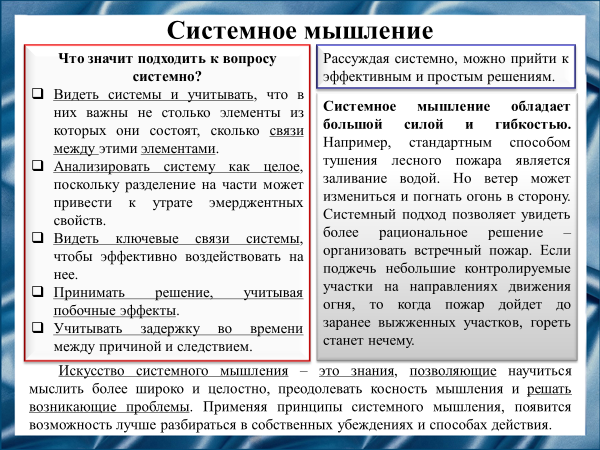 Системное мышление
Что значит подходить к вопросу
системно?
❑ Видеть системы и учитывать, что в
них важны не столько элементы из
которых они состоят, сколько связи
между этими элементами.
❑ Анализировать систему как целое,
поскольку разделение на части может
привести к утрате эмерджентных
свойств.
❑ Видеть ключевые связи системы,
чтобы эффективно воздействовать на
нее.
❑ Принимать решение, учитывая
побочные эффекты.
❑ Учитывать задержку во времени
между причиной и следствием.
Рассуждая системно, можно прийти к
эффективным и простым решениям.
Системное мышление обладает
большой силой и гибкостью.
Например, стандартным способом
тушения лесного пожара является
заливание водой. Но ветер может
измениться и погнать огонь в сторону.
Системный подход позволяет увидеть
более рациональное решение –
организовать встречный пожар. Если
поджечь небольшие контролируемые
участки на направлениях движения
огня, то когда пожар дойдет до
заранее выжженных участков, гореть
станет нечему.
Искусство системного мышления – это знания, позволяющие научиться
мыслить более широко и целостно, преодолевать косность мышления и решать
возникающие проблемы. Применяя принципы системного мышления, появится
возможность лучше разбираться в собственных убеждениях и способах действия.